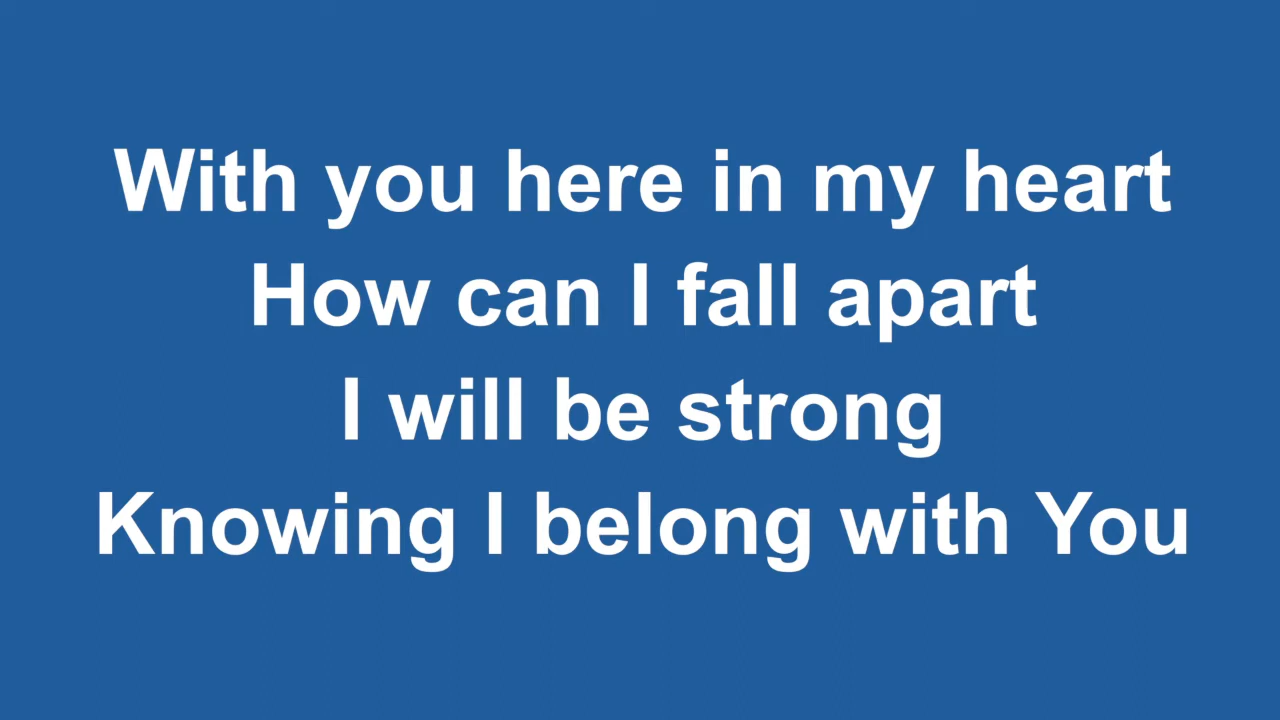 With you here in my heart
How can I fall apart
I will be strong
Knowing I belong with You